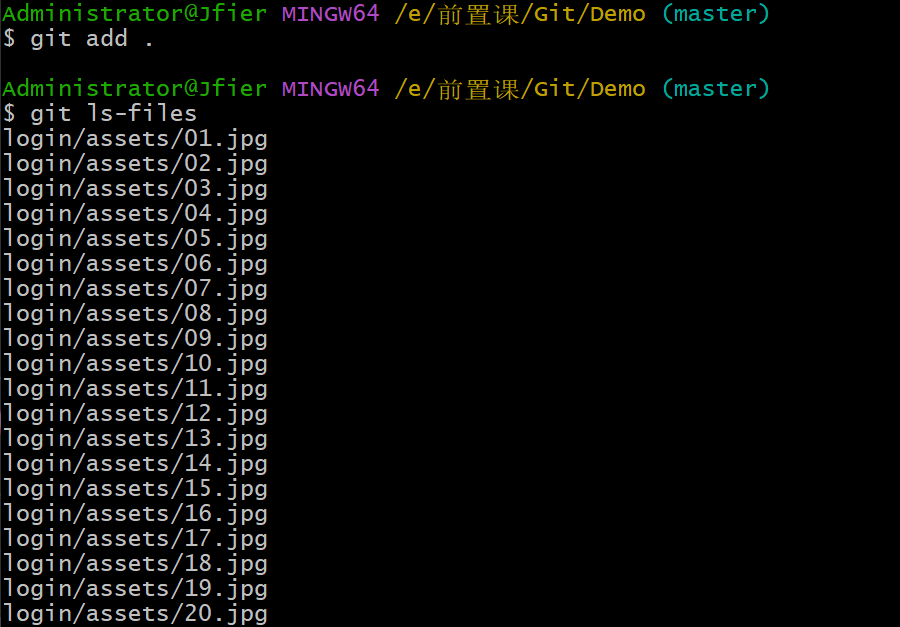 Administrator@Jfier MINGW64 /e/前置课/Git/Demo (master)
$ git add .
Administrator@Jfier MINGW64 /e/前置课/Git/Demo (master)
$ git ls-files
login/assets/01.jpg
login/assets/02.jpg
login/assets/03.jpg
login/assets/04.jpg
login/assets/05.jpg
login/assets/06.jpg
login/assets/07.jpg
login/assets/08.jpg
login/assets/09.jpg
login/assets/10.jpg
login/assets/11.jpg
login/assets/12.jpg
login/assets/13.jpg
login/assets/14.jpg
login/assets/15.jpg
login/assets/16.jpg
login/assets/17.jpg
login/assets/18.jpg
login/assets/19.jpg
login/assets/20.jpg